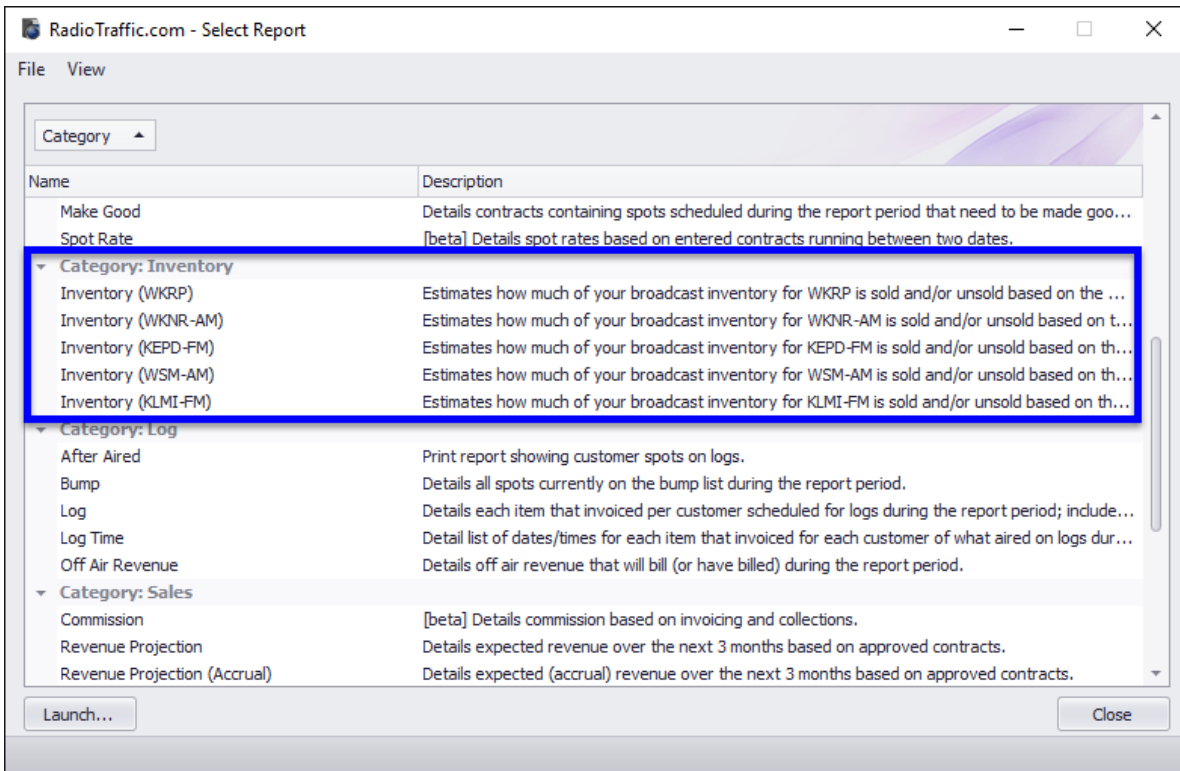 RadioTraffic.com - Select Report
File View
Category
Name Description
Make Good Details contracts containing spots scheduled during the report period that need to be made goo...
Spot Rate [beta] Details spot rates based on entered contracts running between two dates.
Category: Inventory
Inventory (WKRP) Estimates how much of your broadcast inventory for WKRP is sold and/or unsold based on the ...
Inventory (WKNR-AM) Estimates how much of your broadcast inventory for WKNR-AM is sold and/or unsold based on t...
Inventory (KEPD-FM) Estimates how much of your broadcast inventory for KEPD-FM is sold and/or unsold based on th...
Inventory (WSM-AM) Estimates how much of your broadcast inventory for WSM-AM is sold and/or unsold based on th...
Inventory (KLMI-FM) Estimates how much of your broadcast inventory for KLMI-FM is sold and/or unsold based on th...
Category: Log
After Aired Print report showing customer spots on logs.
Bump Details all spots currently on the bump list during the report period.
Log Details each item that invoiced per customer scheduled for logs during the report period; include...
Log Time Detail list of dates/times for each item that invoiced for each customer of what aired on logs dur...
Off Air Revenue Details off air revenue that will bill (or have billed) during the report period.
Category: Sales
Commission [beta] Details commission based on invoicing and collections.
Revenue Projection Details expected revenue over the next 3 months based on approved contracts.
Revenue Projection (Accrual) Details expected (accrual) revenue over the next 3 months based on approved contracts.
Launch... Close